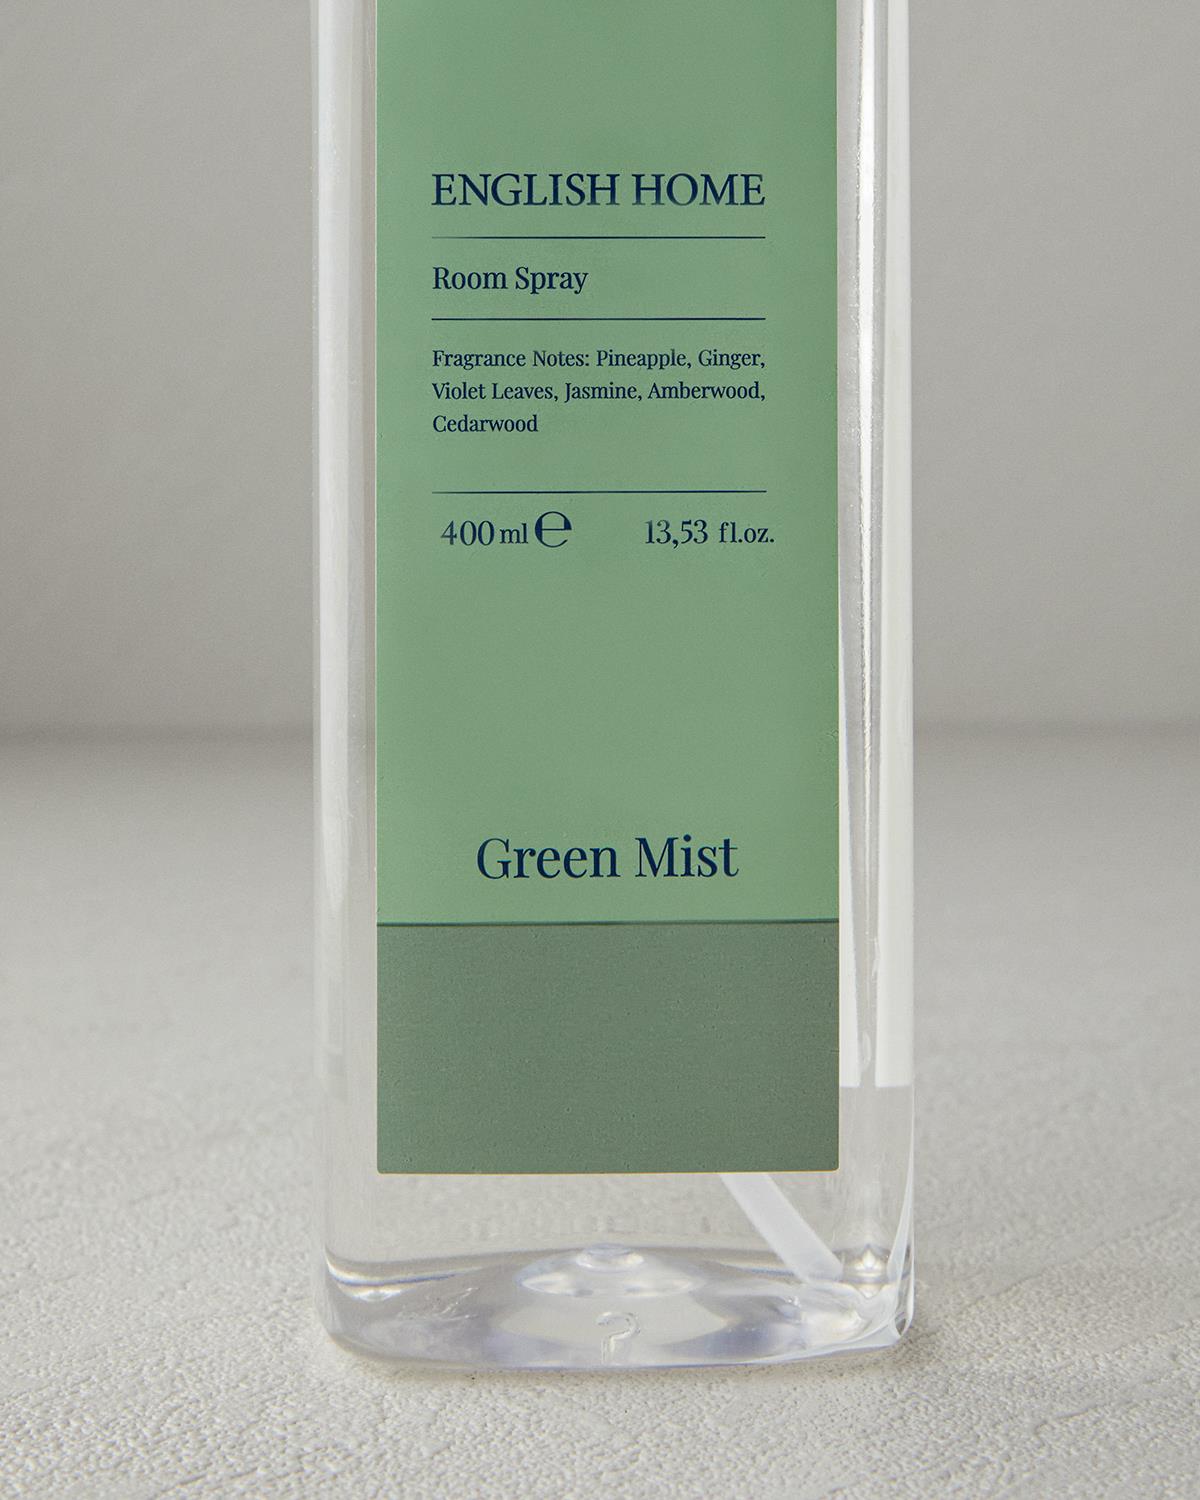 ENGLISH HOME
Room Spray
Fragrance Notes: Pineapple, Ginger,
Violet Leaves, Jasmine, Amberwood,
Cedarwood
400 ml ℮ 13,53 fl.oz.
Green Mist